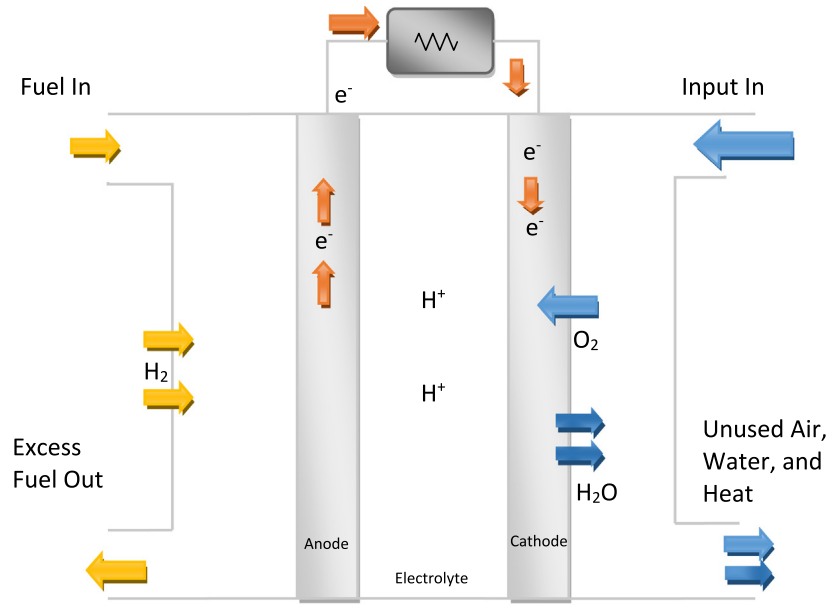 Fuel In
e⁻
Input In
e⁻
e⁻
e⁻
H⁺
O₂
H₂
H⁺
Excess
Fuel Out
Unused Air,
Water, and
Heat
H₂O
Anode
Cathode
Electrolyte